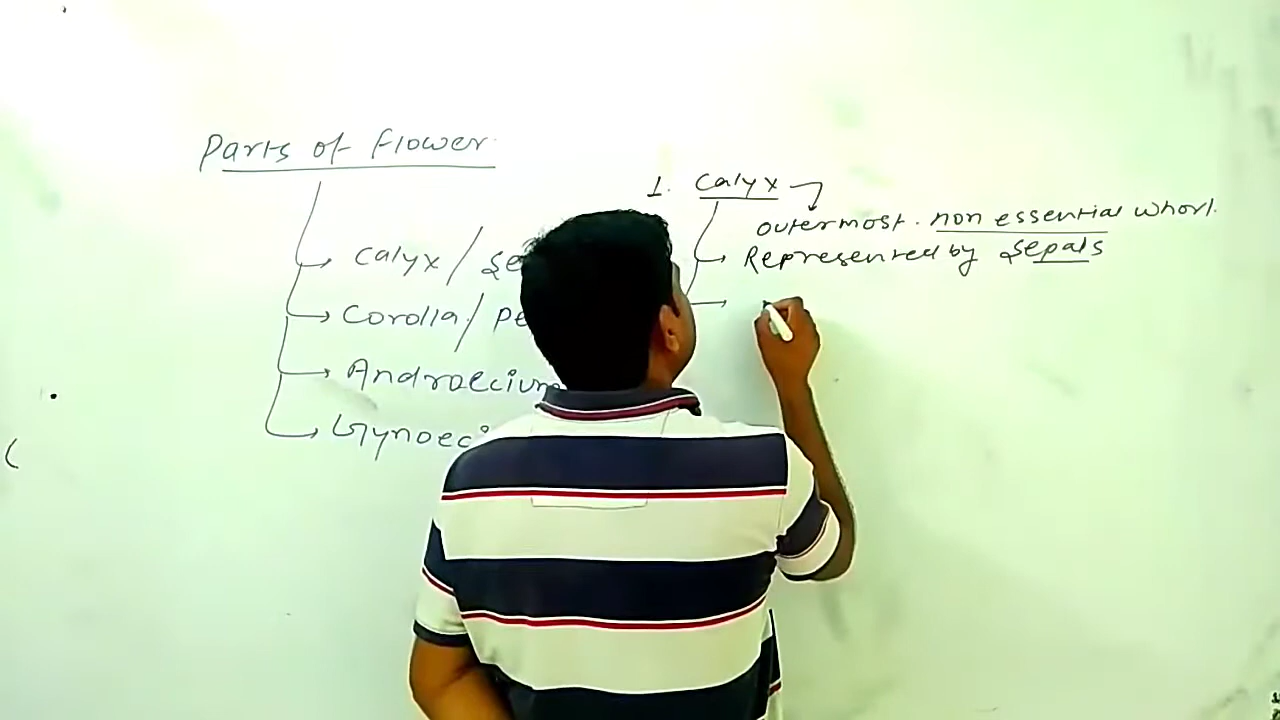 Parts of flower
Calyx /
Corolla /
Androecium
1. Calyx
outermost. non essential whorl.
Represented by sepals